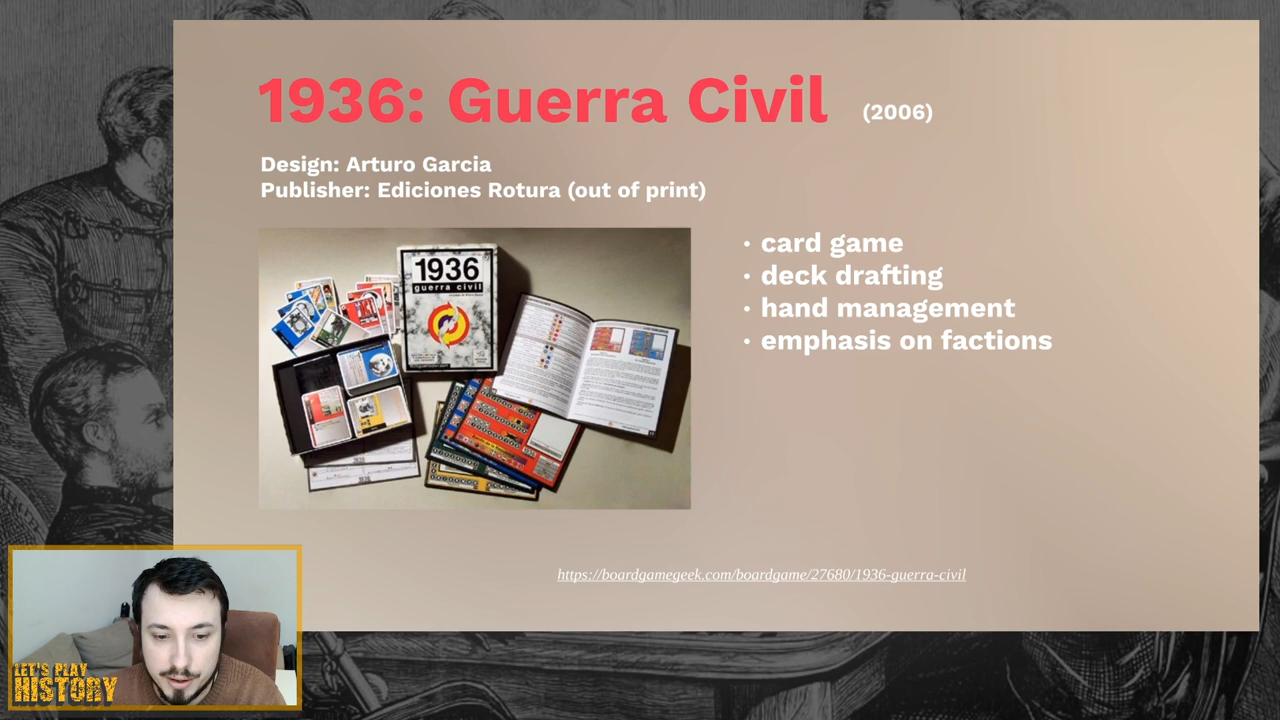 1936: Guerra Civil (2006)
Design: Arturo Garcia
Publisher: Ediciones Rotura (out of print)
1936
guerra civil
• card game
• deck drafting
• hand management
• emphasis on factions
https://boardgamegeek.com/boardgame/27680/1936-guerra-civil
LET'S PLAY
HISTORY